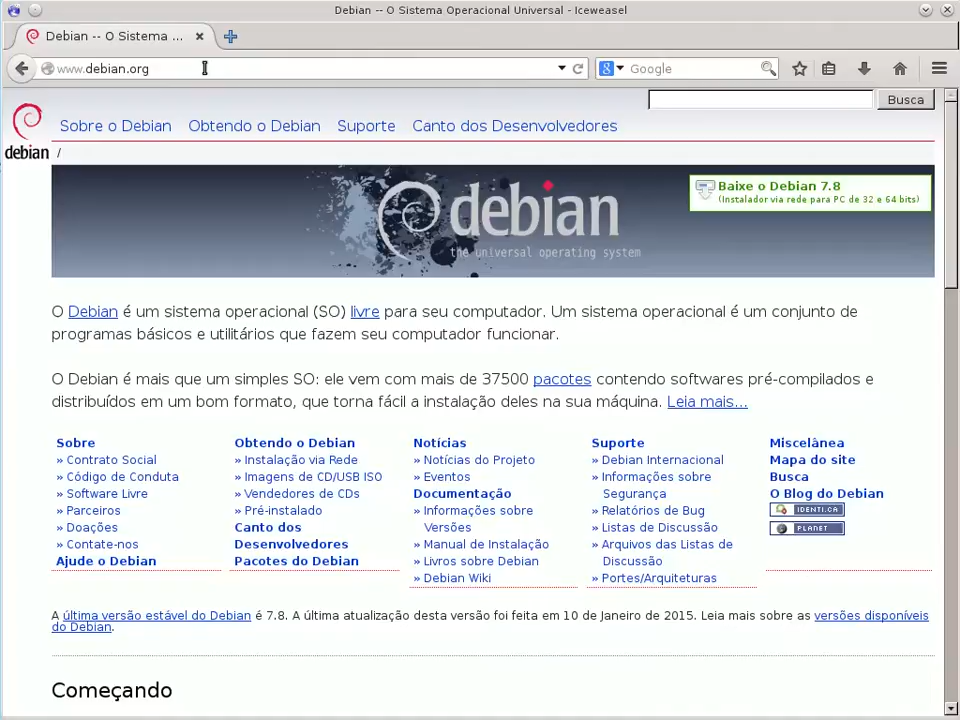 Debian -- O Sistema Operacional Universal - Iceweasel
Debian -- O Sistema ...
www.debian.org
Google
Busca
Sobre o Debian Obtendo o Debian Suporte Canto dos Desenvolvedores
debian /
debian
the universal operating system
Baixe o Debian 7.8
(Instalador via rede para PC de 32 e 64 bits)
O Debian é um sistema operacional (SO) livre para seu computador. Um sistema operacional é um conjunto de
programas básicos e utilitários que fazem seu computador funcionar.
O Debian é mais que um simples SO: ele vem com mais de 37500 pacotes contendo softwares pré-compilados e
distribuídos em um bom formato, que torna fácil a instalação deles na sua máquina. Leia mais...
Sobre
» Contrato Social
» Código de Conduta
» Software Livre
» Parceiros
» Doações
» Contate-nos
Ajude o Debian
Obtendo o Debian
» Instalação via Rede
» Imagens de CD/USB ISO
» Vendedores de CDs
» Pré-instalado
Canto dos
Desenvolvedores
Pacotes do Debian
Notícias
» Notícias do Projeto
» Eventos
Documentação
» Informações sobre
Versões
» Manual de Instalação
» Livros sobre Debian
» Debian Wiki
Suporte
» Debian Internacional
» Informações sobre
Segurança
» Relatórios de Bug
» Listas de Discussão
» Arquivos das Listas de
Discussão
» Portes/Arquiteturas
Miscelânea
Mapa do site
Busca
O Blog do Debian
IDENTI.CA
PLANET
A última versão estável do Debian é 7.8. A última atualização desta versão foi feita em 10 de Janeiro de 2015. Leia mais sobre as versões disponíveis
do Debian.
Começando